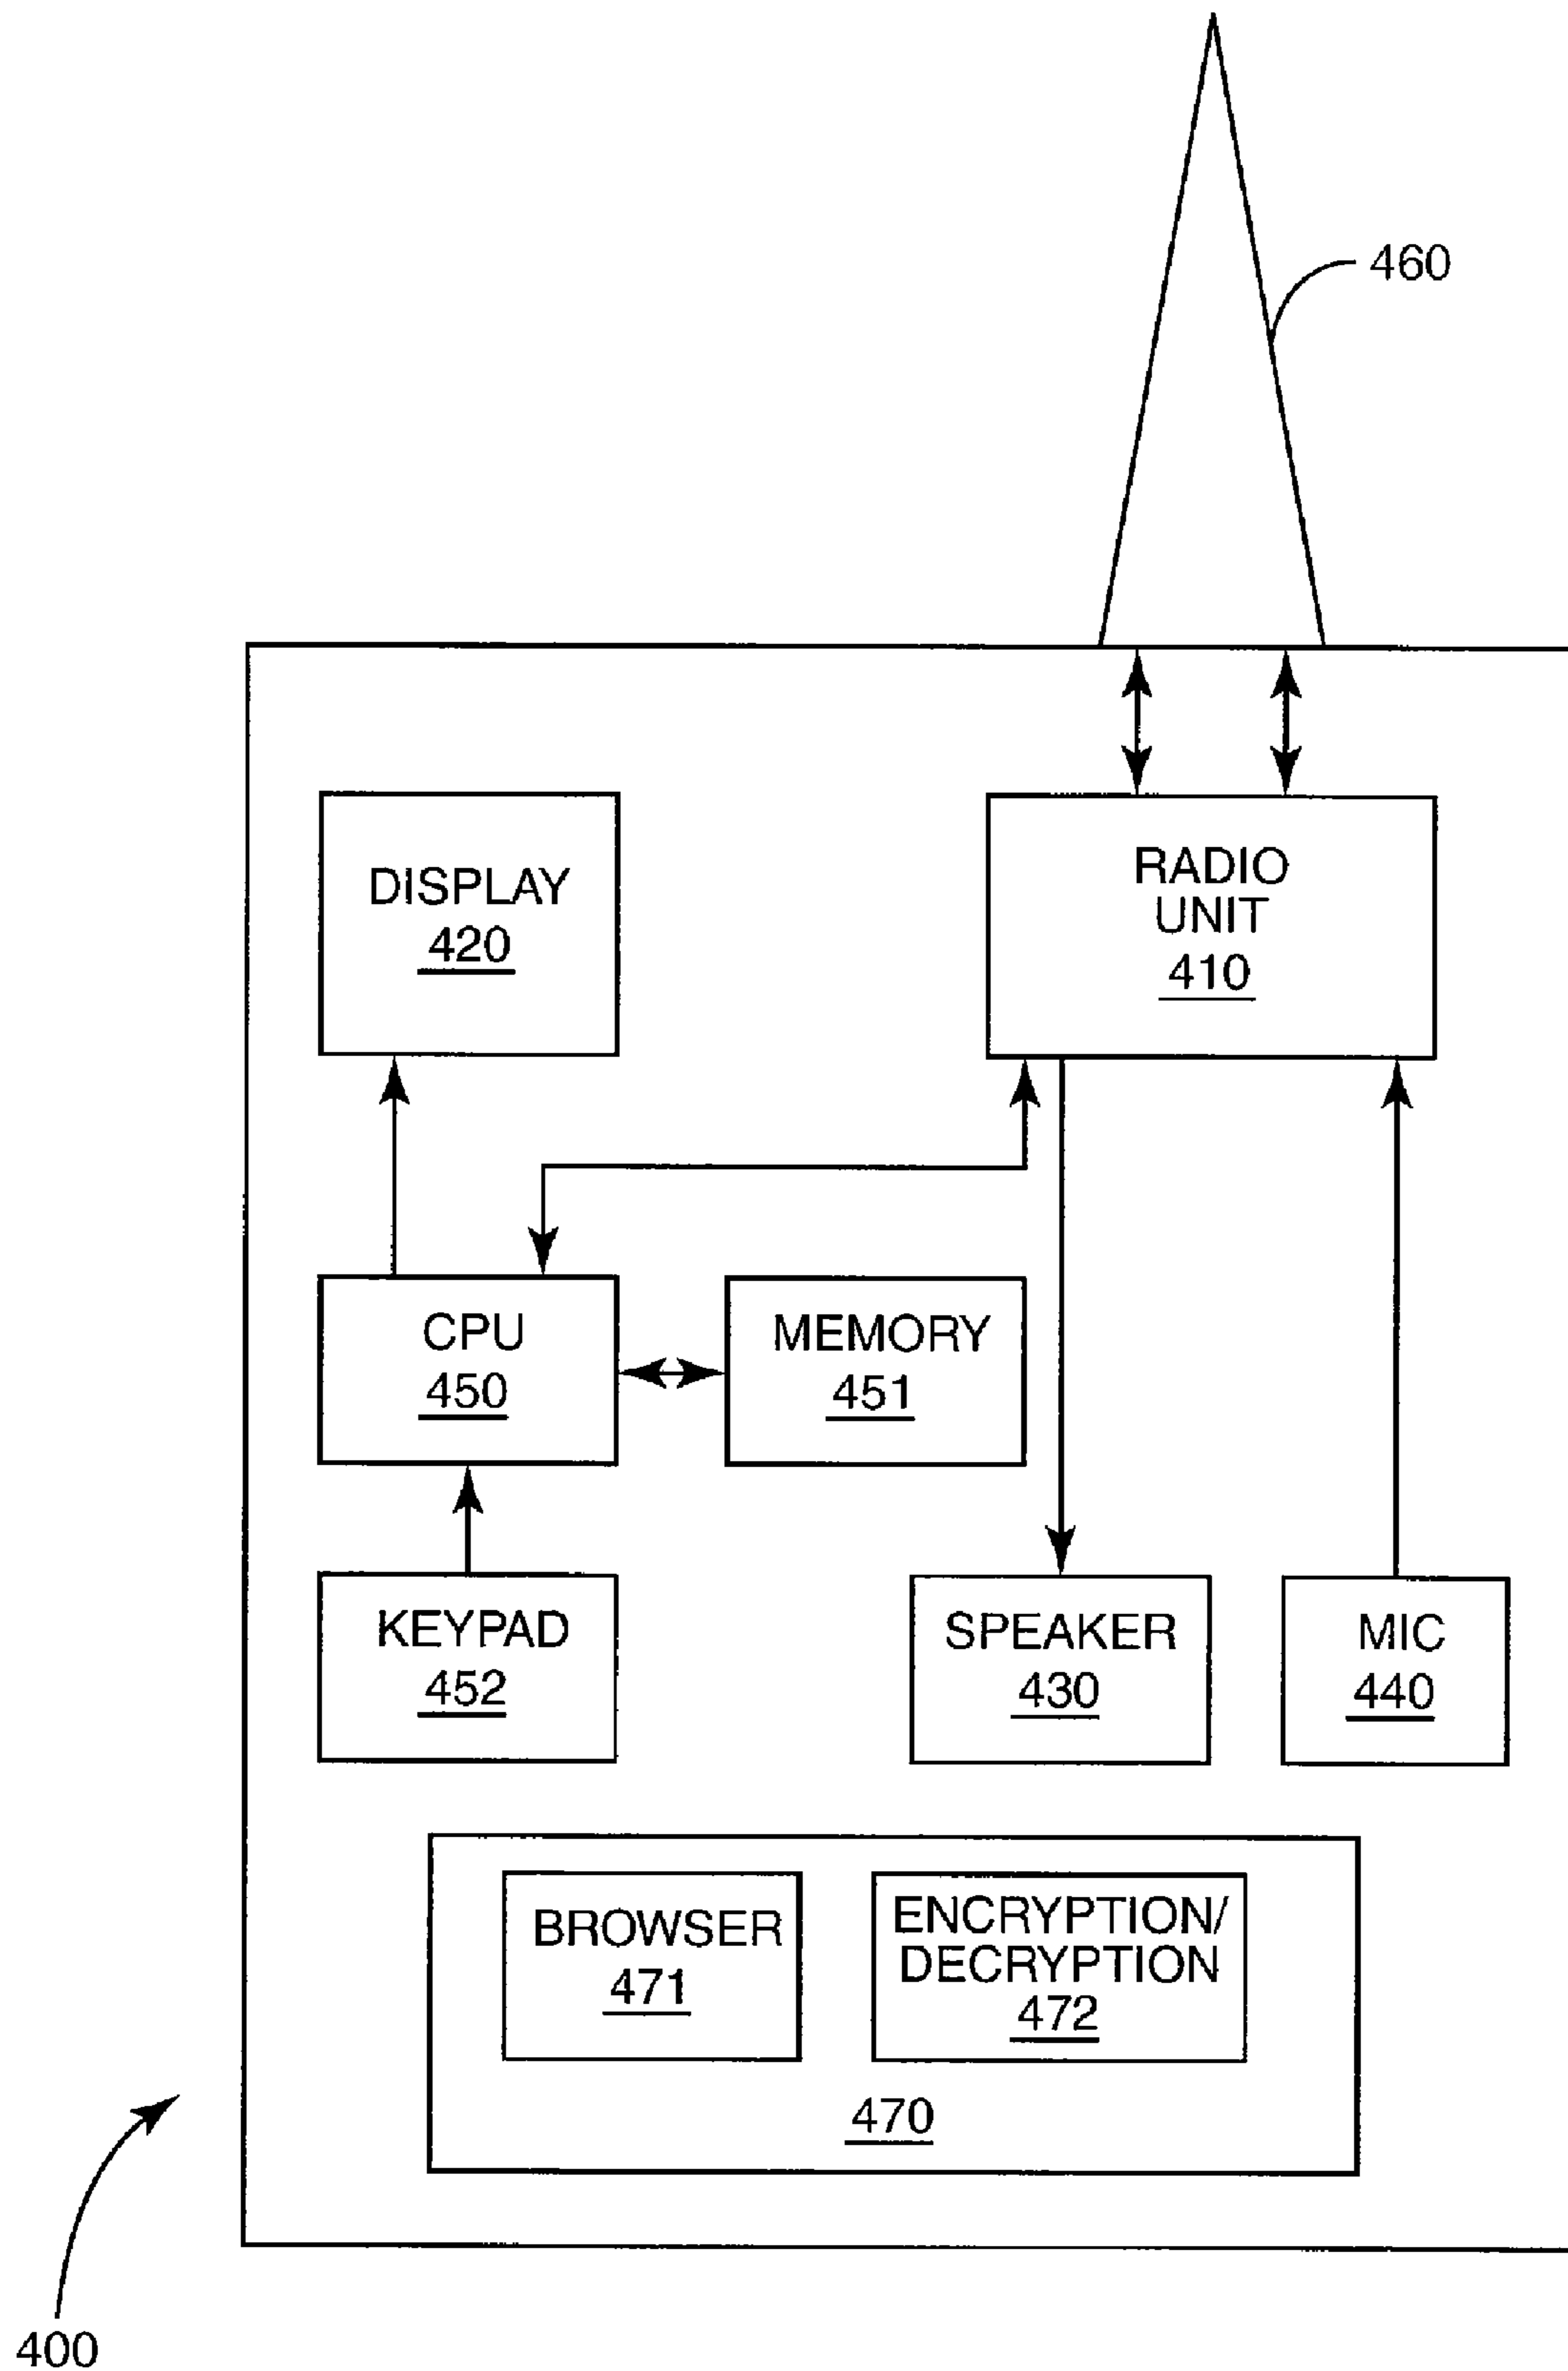 460
DISPLAY
420
RADIO
UNIT
410
CPU
450
MEMORY
451
KEYPAD
452
SPEAKER
430
MIC
440
BROWSER
471
ENCRYPTION/
DECRYPTION
472
470
400